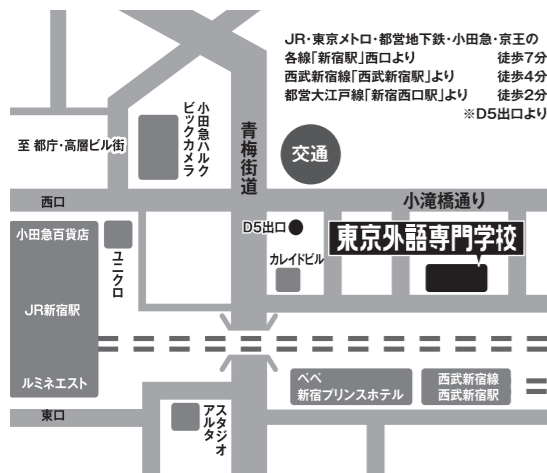 JR・東京メトロ・都営地下鉄・小田急・京王の
各線「新宿駅」西口より 徒歩7分
西武新宿線「西武新宿駅」より 徒歩4分
都営大江戸線「新宿西口駅」より 徒歩2分
※D5出口より
交通
小田急ハルク
ビックカメラ
青梅街道
至 都庁・高層ビル街
西口
小滝橋通り
小田急百貨店
ユニクロ
D5出口
東京外語専門学校
カレイドビル
JR新宿駅
ルミネエスト
ペペ
新宿プリンスホテル
西武新宿線
西武新宿駅
東口
スタジオ
アルタ